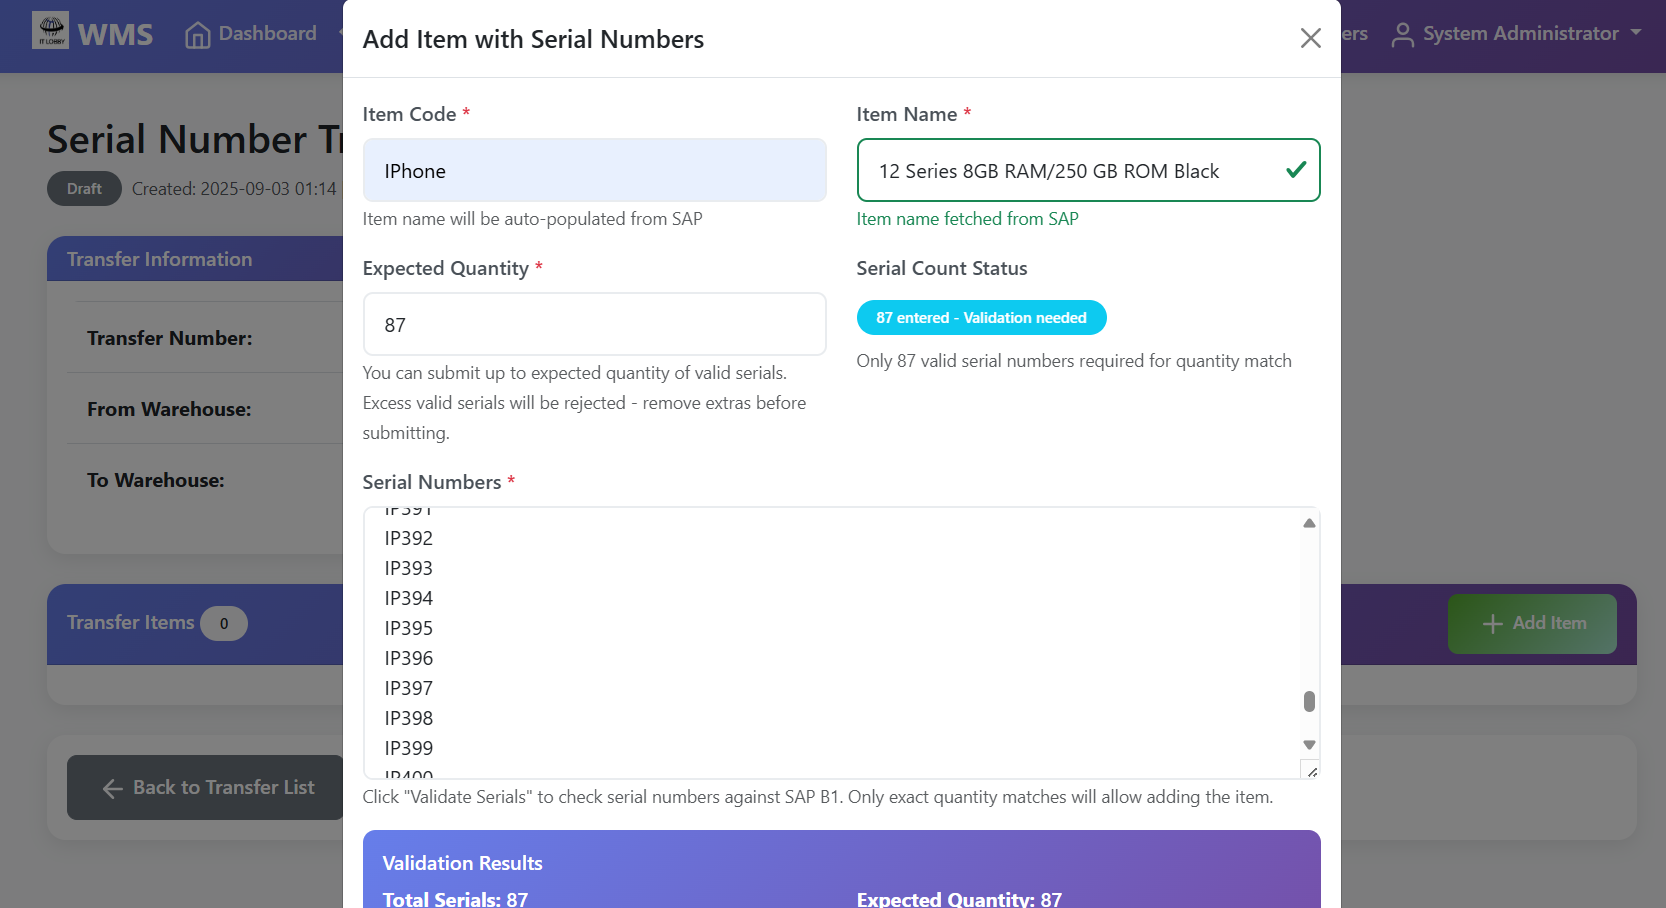 IT LOBBY
WMS
Dashboard
ers
System Administrator
Add Item with Serial Numbers
Serial Number T
Draft
Created: 2025-09-03 01:14
Transfer Information
Transfer Number:
From Warehouse:
To Warehouse:
Transfer Items 0
Add Item
Back to Transfer List
Item Code *
IPhone
Item name will be auto-populated from SAP
Item Name *
12 Series 8GB RAM/250 GB ROM Black
Item name fetched from SAP
Expected Quantity *
87
You can submit up to expected quantity of valid serials.
Excess valid serials will be rejected - remove extras before
submitting.
Serial Count Status
87 entered - Validation needed
Only 87 valid serial numbers required for quantity match
Serial Numbers *
IP391
IP392
IP393
IP394
IP395
IP396
IP397
IP398
IP399
IP400
Click "Validate Serials" to check serial numbers against SAP B1. Only exact quantity matches will allow adding the item.
Validation Results
Total Serials: 87
Expected Quantity: 87